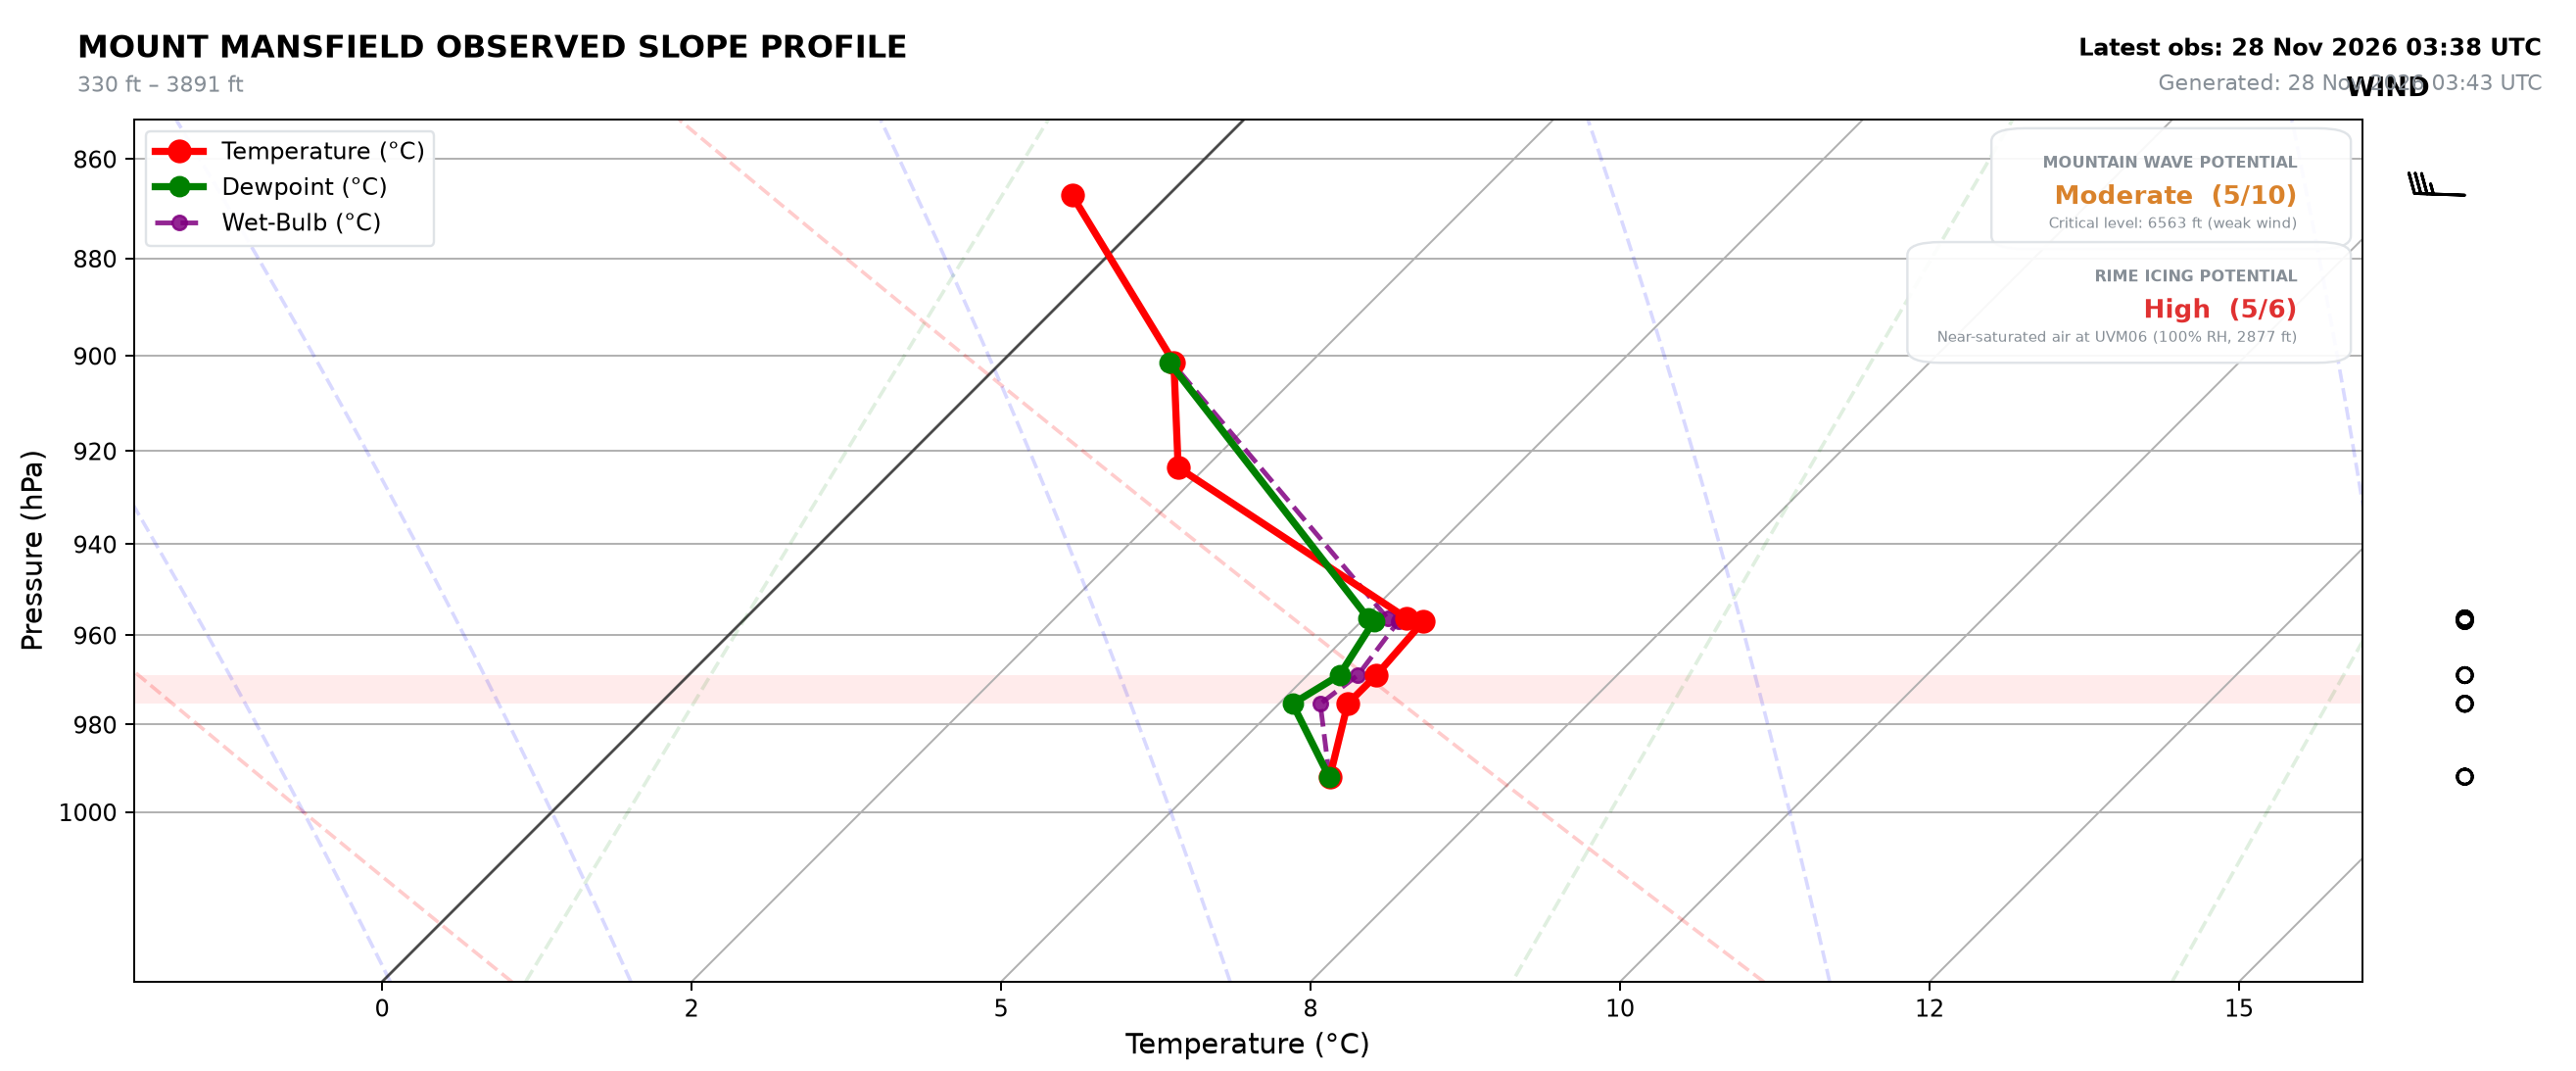 MOUNT MANSFIELD OBSERVED SLOPE PROFILE
330 ft – 3891 ft
Latest obs: 28 Nov 2026 03:38 UTC
Generated: 28 Nov 2026 03:43 UTC
WIND
Temperature (°C)
Dewpoint (°C)
Wet-Bulb (°C)
MOUNTAIN WAVE POTENTIAL
Moderate (5/10)
Critical level: 6563 ft (weak wind)
RIME ICING POTENTIAL
High (5/6)
Near-saturated air at UVM06 (100% RH, 2877 ft)
Pressure (hPa)
860
880
900
920
940
960
980
1000
0 2 5 8 10 12 15
Temperature (°C)